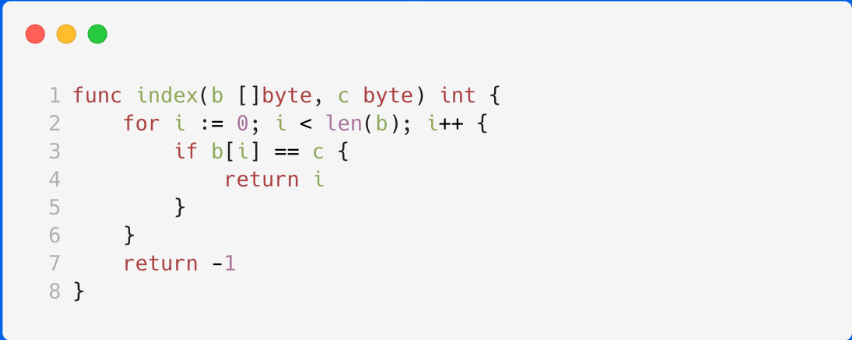 1 func index(b []byte, c byte) int {
2     for i := 0; i < len(b); i++ {
3         if b[i] == c {
4             return i
5         }
6     }
7     return -1
8 }